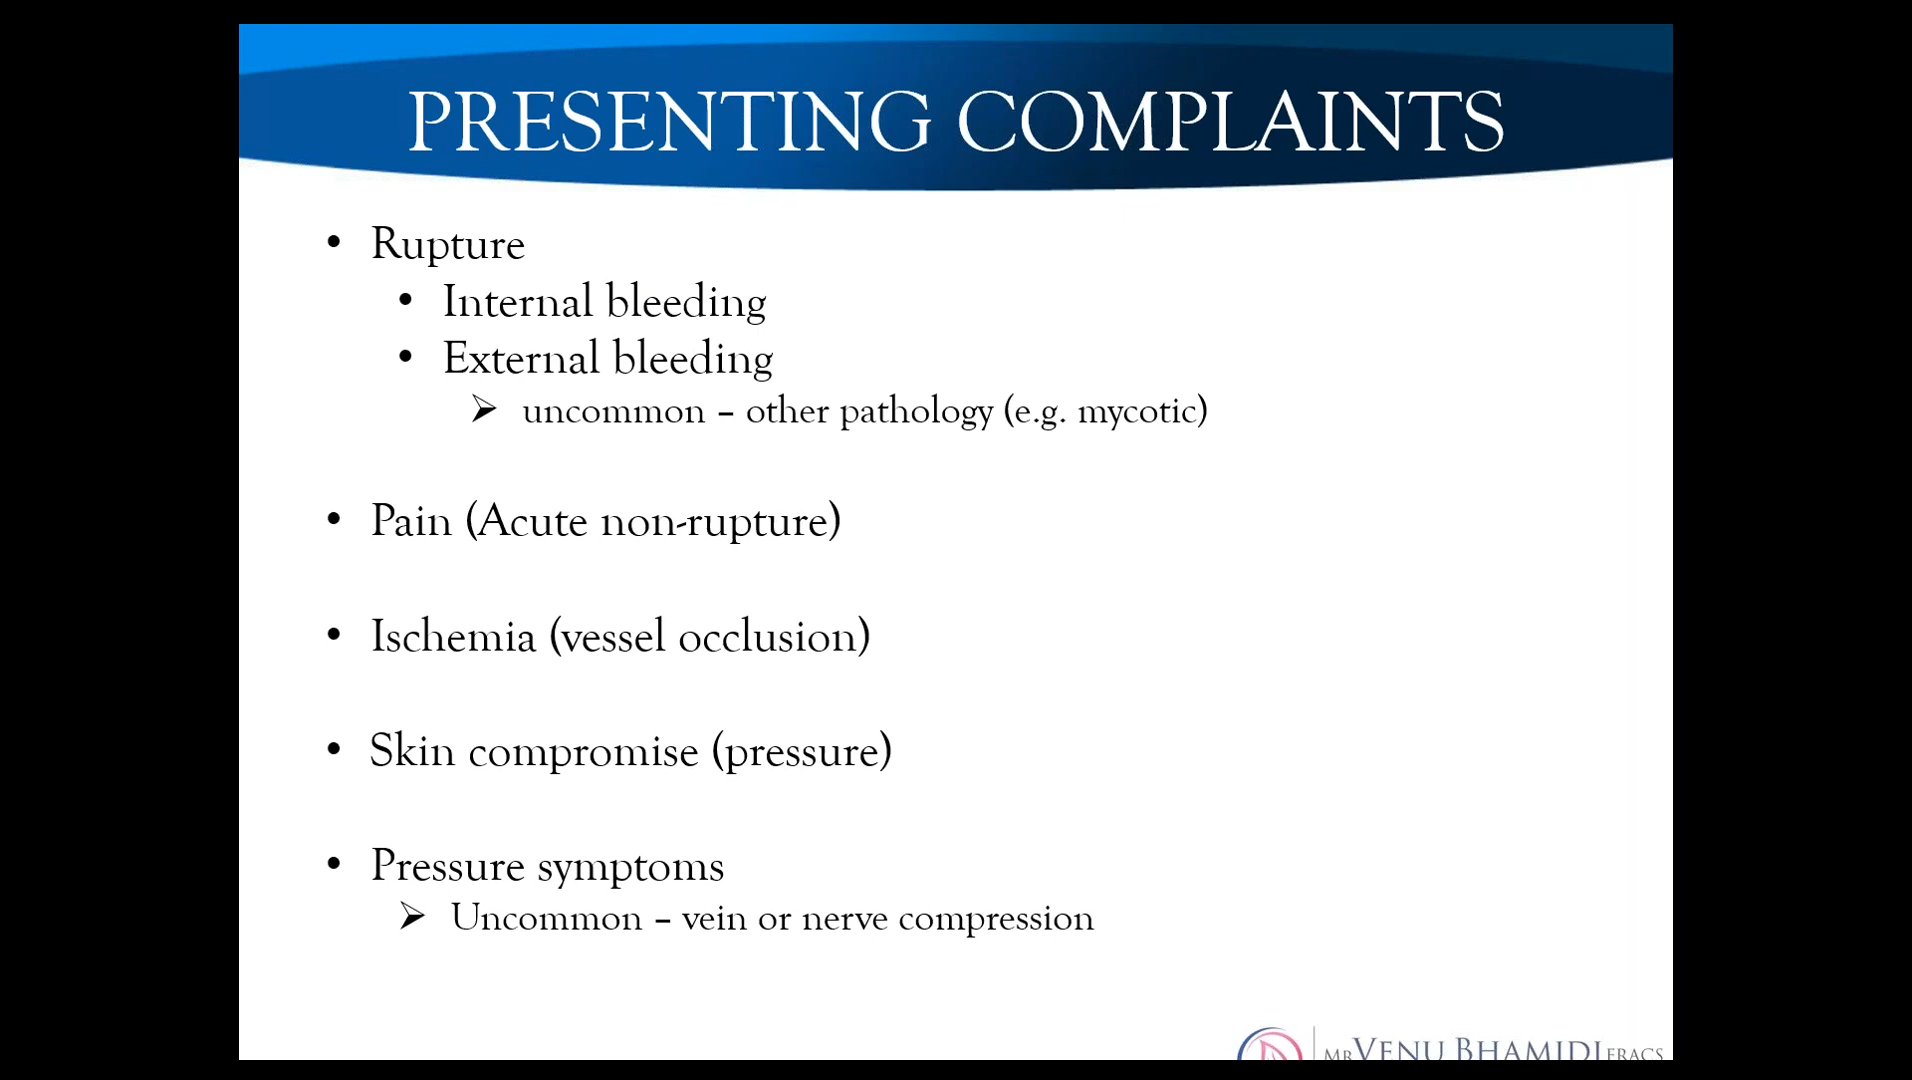 PRESENTING COMPLAINTS
• Rupture
• Internal bleeding
• External bleeding
➢ uncommon – other pathology (e.g. mycotic)
• Pain (Acute non-rupture)
• Ischemia (vessel occlusion)
• Skin compromise (pressure)
• Pressure symptoms
➢ Uncommon – vein or nerve compression
MR VENU BHAMIDI FRACS